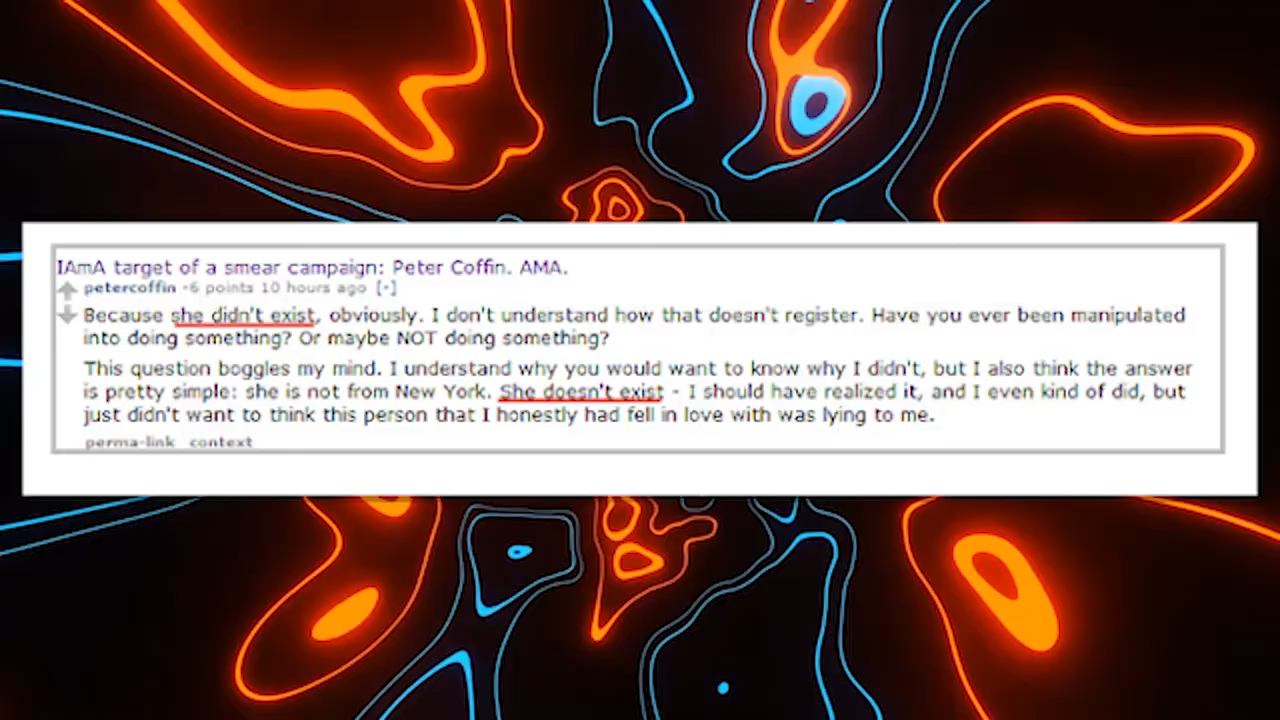 IAmA target of a smear campaign: Peter Coffin. AMA.
petercoffin -6 points 10 hours ago [-]
Because she didn't exist, obviously. I don't understand how that doesn't register. Have you ever been manipulated
into doing something? Or maybe NOT doing something?
This question boggles my mind. I understand why you would want to know why I didn't, but I also think the answer
is pretty simple: she is not from New York. She doesn't exist - I should have realized it, and I even kind of did, but
just didn't want to think this person that I honestly had fell in love with was lying to me.
perma-link context